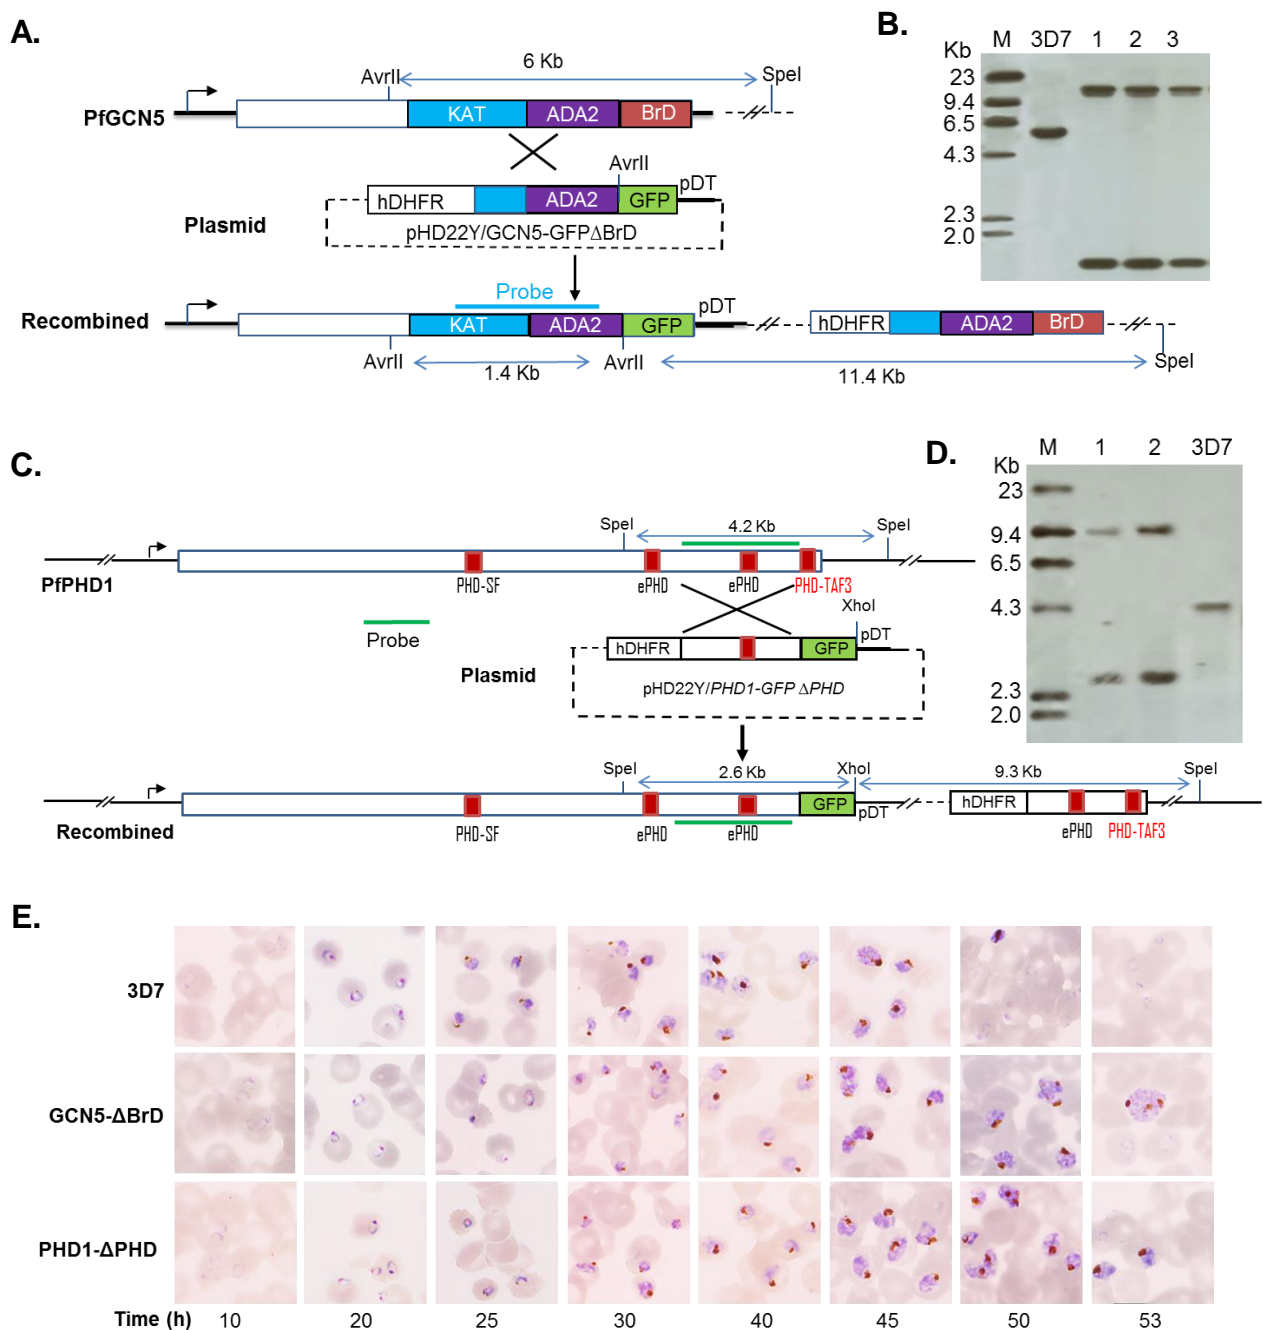 A.
6 Kb
AvrII
SpeI
PfGCN5
KAT
ADA2
BrD
AvrII
pDT
hDHFR
ADA2
GFP
Plasmid
pHD22Y/GCN5-GFPΔBrD
Probe
pDT
Recombined
KAT
ADA2
GFP
hDHFR
ADA2
BrD
AvrII
1.4 Kb
AvrII
11.4 Kb
SpeI
B.
Kb
M 3D7 1 2 3
23
9.4
6.5
4.3
2.3
2.0
C.
SpeI
4.2 Kb
SpeI
PfPHD1
PHD-SF
ePHD
ePHD
PHD-TAF3
XhoI
Probe
hDHFR
GFP
pDT
Plasmid
pHD22Y/PHD1-GFP ΔPHD
SpeI
2.6 Kb
XhoI
9.3 Kb
SpeI
GFP
pDT
hDHFR
Recombined
PHD-SF
ePHD
ePHD
ePHD
PHD-TAF3
D.
M 1 2 3D7
Kb
23
9.4
6.5
4.3
2.3
2.0
E.
3D7
GCN5-ΔBrD
PHD1-ΔPHD
Time (h) 10 20 25 30 40 45 50 53